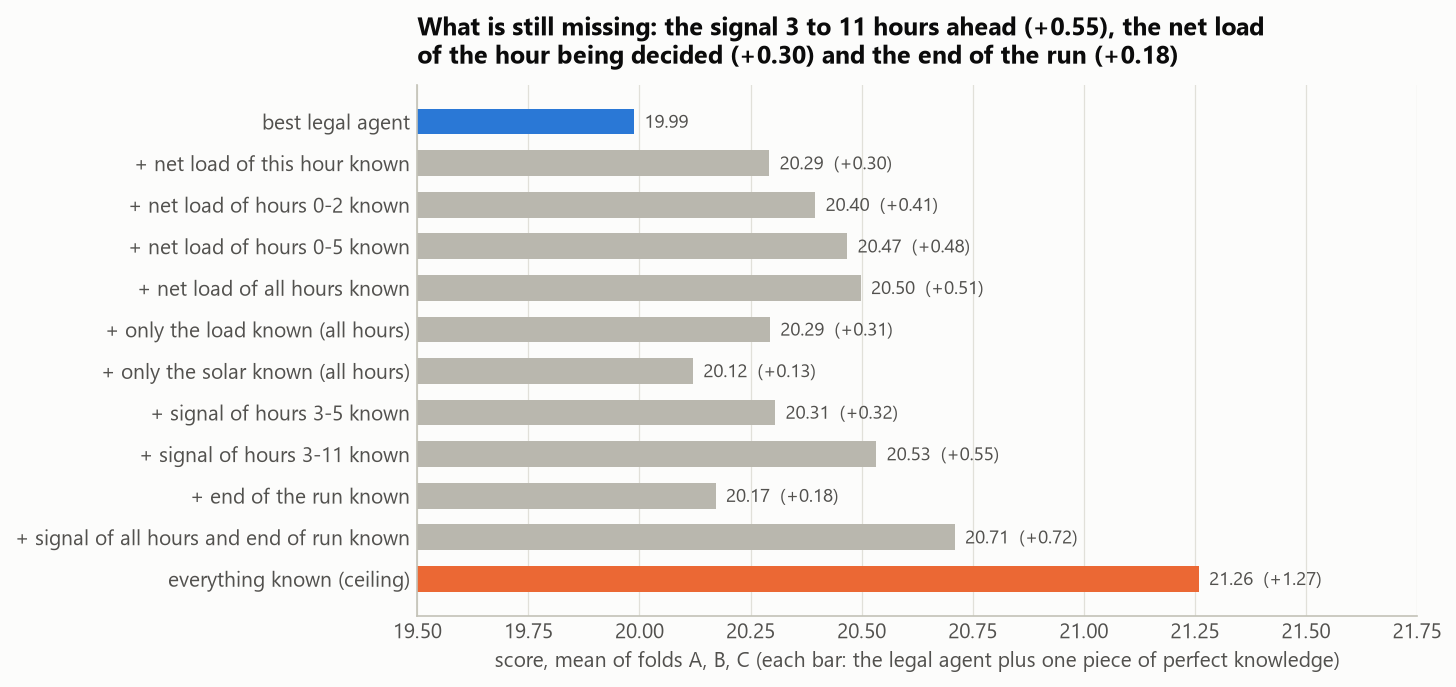 What is still missing: the signal 3 to 11 hours ahead (+0.55), the net load
of the hour being decided (+0.30) and the end of the run (+0.18)
best legal agent 19.99
+ net load of this hour known 20.29 (+0.30)
+ net load of hours 0-2 known 20.40 (+0.41)
+ net load of hours 0-5 known 20.47 (+0.48)
+ net load of all hours known 20.50 (+0.51)
+ only the load known (all hours) 20.29 (+0.31)
+ only the solar known (all hours) 20.12 (+0.13)
+ signal of hours 3-5 known 20.31 (+0.32)
+ signal of hours 3-11 known 20.53 (+0.55)
+ end of the run known 20.17 (+0.18)
+ signal of all hours and end of run known 20.71 (+0.72)
everything known (ceiling) 21.26 (+1.27)
19.50 19.75 20.00 20.25 20.50 20.75 21.00 21.25 21.50 21.75
score, mean of folds A, B, C (each bar: the legal agent plus one piece of perfect knowledge)